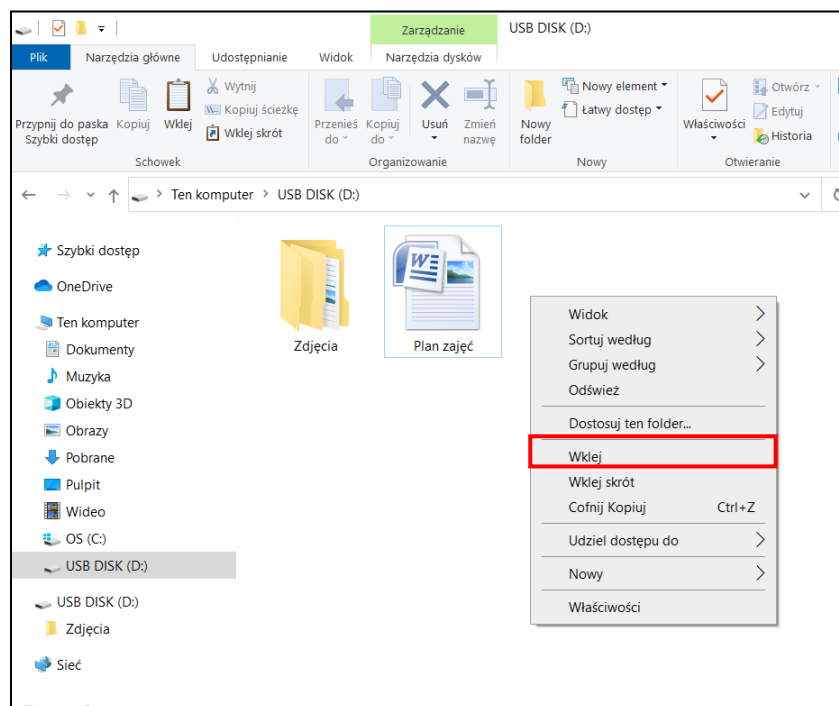 Zarządzanie
USB DISK (D:)
Plik
Narzędzia główne
Udostępnianie
Widok
Narzędzia dysków
Przypnij do paska
Szybki dostęp
Kopiuj
Wklej
Wytnij
Kopiuj ścieżkę
Wklej skrót
Schowek
Przenieś
do
Kopiuj
do
Usuń
Zmień
nazwę
Organizowanie
Nowy
folder
Nowy element
Łatwy dostęp
Nowy
Właściwości
Otwórz
Edytuj
Historia
Otwieranie
Ten komputer > USB DISK (D:)
Szybki dostęp
OneDrive
Ten komputer
Dokumenty
Muzyka
Obiekty 3D
Obrazy
Pobrane
Pulpit
Wideo
OS (C:)
USB DISK (D:)
USB DISK (D:)
Zdjęcia
Sieć
Zdjęcia
W
Plan zajęć
Widok
Sortuj według
Grupuj według
Odśwież
Dostosuj ten folder...
Wklej
Wklej skrót
Cofnij Kopiuj Ctrl+Z
Udziel dostępu do
Nowy
Właściwości